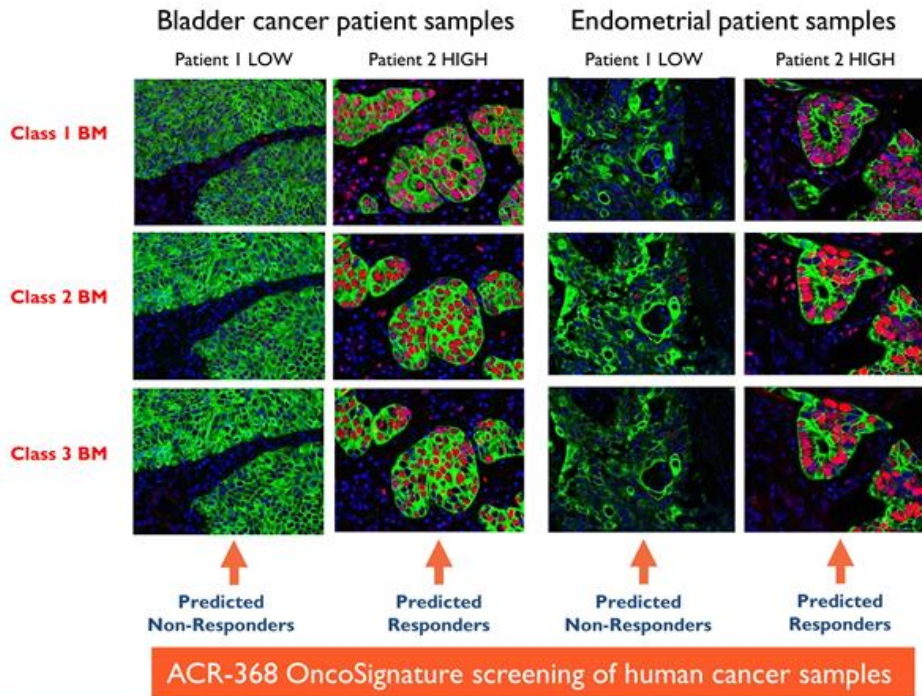 Bladder cancer patient samples
Endometrial patient samples
Patient 1 LOW
Patient 2 HIGH
Patient 1 LOW
Patient 2 HIGH
Class 1 BM
Class 2 BM
Class 3 BM
Predicted
Non-Responders
Predicted
Responders
Predicted
Non-Responders
Predicted
Responders
ACR-368 OncoSignature screening of human cancer samples